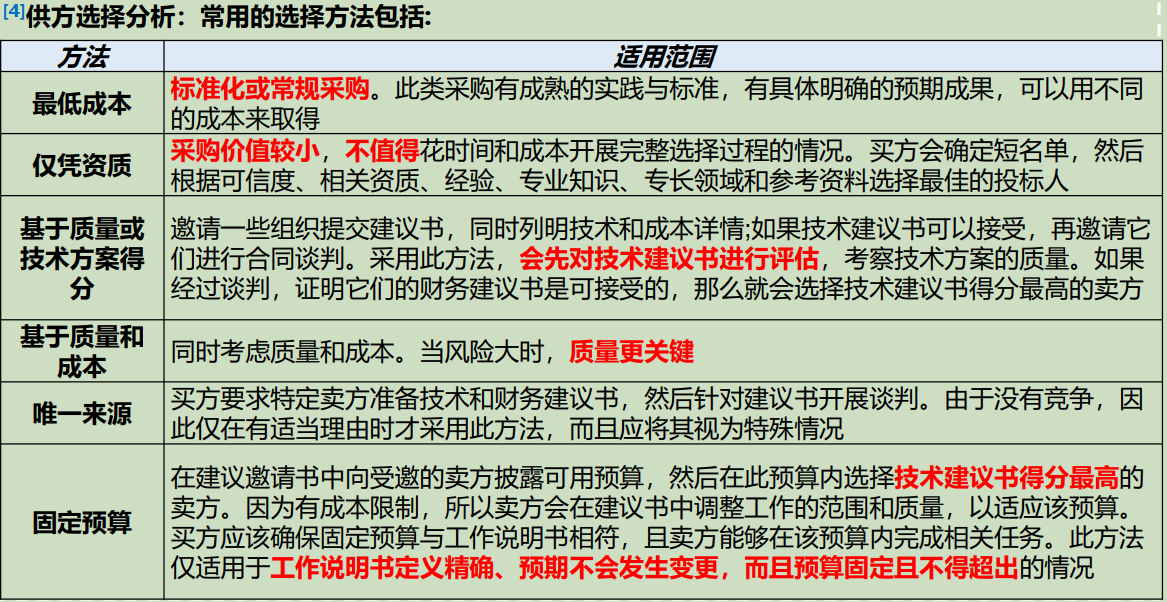 [4]供方选择分析：常用的选择方法包括:
方法
适用范围
最低成本
标准化或常规采购。此类采购有成熟的实践与标准，有具体明确的预期成果，可以用不同
的成本来取得
仅凭资质
采购价值较小，不值得花时间和成本开展完整选择过程的情况。买方会确定短名单，然后
根据可信度、相关资质、经验、专业知识、专长领域和参考资料选择最佳的投标人
基于质量或
技术方案得
分
邀请一些组织提交建议书，同时列明技术和成本详情;如果技术建议书可以接受，再邀请它
们进行合同谈判。采用此方法，会先对技术建议书进行评估，考察技术方案的质量。如果
经过谈判，证明它们的财务建议书是可接受的，那么就会选择技术建议书得分最高的卖方
基于质量和
成本
同时考虑质量和成本。当风险大时，质量更关键
唯一来源
买方要求特定卖方准备技术和财务建议书，然后针对建议书开展谈判。由于没有竞争，因
此仅在有适当理由时才采用此方法，而且应将其视为特殊情况
固定预算
在建议邀请书中向受邀的卖方披露可用预算，然后在此预算内选择技术建议书得分最高的
卖方。因为有成本限制，所以卖方会在建议书中调整工作的范围和质量，以适应该预算。
买方应该确保固定预算与工作说明书相符，且卖方能够在该预算内完成相关任务。此方法
仅适用于工作说明书定义精确、预期不会发生变更，而且预算固定且不得超出的情况